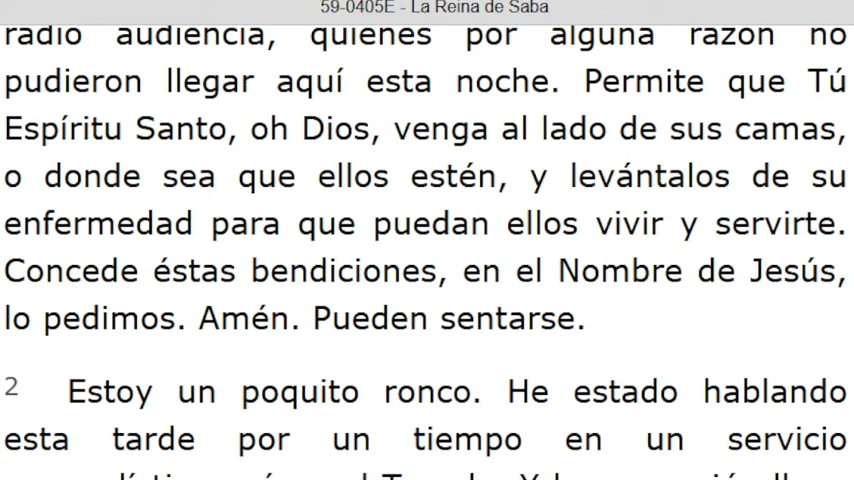 59-0405E - La Reina de Saba
radio audiencia, quienes por alguna razón no
pudieron llegar aquí esta noche. Permite que Tú
Espíritu Santo, oh Dios, venga al lado de sus camas,
o donde sea que ellos estén, y levántalos de su
enfermedad para que puedan ellos vivir y servirte.
Concede éstas bendiciones, en el Nombre de Jesús,
lo pedimos. Amén. Pueden sentarse.
2 Estoy un poquito ronco. He estado hablando
esta tarde por un tiempo en un servicio